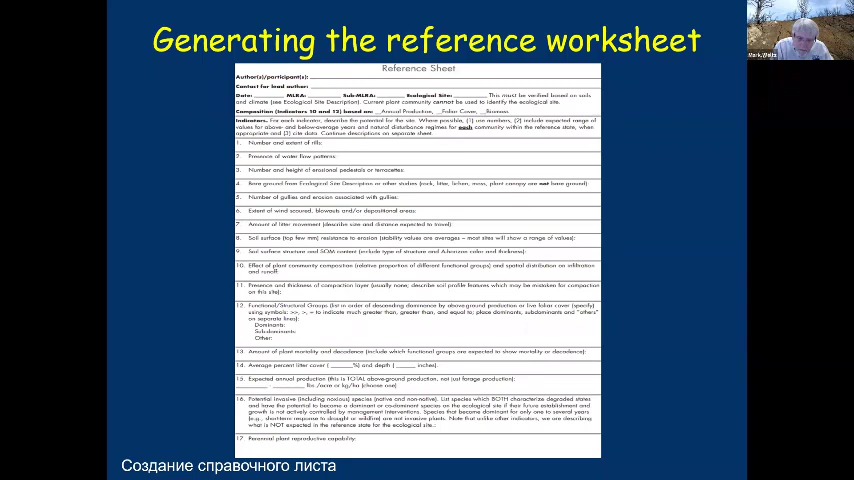 Generating the reference worksheet
Mark.Weltz
Reference Sheet
Author(s)/participant(s):
Contact for lead author:
Date: MLRA: Sub-MLRA: Ecological Site: This must be verified based on soils
and climate (see Ecological Site Description). Current plant community cannot be used to identify the ecological site.
Composition (Indicators 10 and 12) based on: __Annual Production, __Foliar Cover, __Biomass
Indicators. For each indicator, describe the potential for the site. Where possible, (1) use numbers, (2) include expected range of
values for above- and below-average years and natural disturbance regimes for each community within the reference state, when
appropriate and (3) cite data. Continue descriptions on separate sheet.
1. Number and extent of rills:
2. Presence of water flow patterns:
3. Number and height of erosional pedestals or terracettes:
4. Bare ground from Ecological Site Description or other studies (rock, litter, lichen, moss, plant canopy are not bare ground):
5. Number of gullies and erosion associated with gullies:
6. Extent of wind scoured, blowouts and/or depositional areas:
7. Amount of litter movement (describe size and distance expected to travel):
8. Soil surface (top few mm) resistance to erosion (stability values are averages – most sites will show a range of values):
9. Soil surface structure and SOM content (include type of structure and A-horizon color and thickness):
10. Effect of plant community composition (relative proportion of different functional groups) and spatial distribution on infiltration
and runoff:
11. Presence and thickness of compaction layer (usually none; describe soil profile features which may be mistaken for compaction
on this site):
12. Functional/Structural Groups (list in order of descending dominance by above-ground production or live foliar cover (specify)
using symbols: >>, >, = to indicate much greater than, greater than, and equal to; place dominants, subdominants and "others"
on separate lines):
Dominants:
Sub-dominants:
Other:
13. Amount of plant mortality and decadence (include which functional groups are expected to show mortality or decadence):
14. Average percent litter cover ( ______%) and depth ( _____ inches).
15. Expected annual production (this is TOTAL above-ground production, not just forage production):
________ - ________ lbs./acre or kg/ha (choose one)
16. Potential invasive (including noxious) species (native and non-native). List species which BOTH characterize degraded states
and have the potential to become a dominant or co-dominant species on the ecological site if their future establishment and
growth is not actively controlled by management interventions. Species that become dominant for only one to several years
(e.g., short-term response to drought or wildfire) are not invasive plants. Note that unlike other indicators, we are describing
what is NOT expected in the reference state for the ecological site.:
17. Perennial plant reproductive capability:
Создание справочного листа